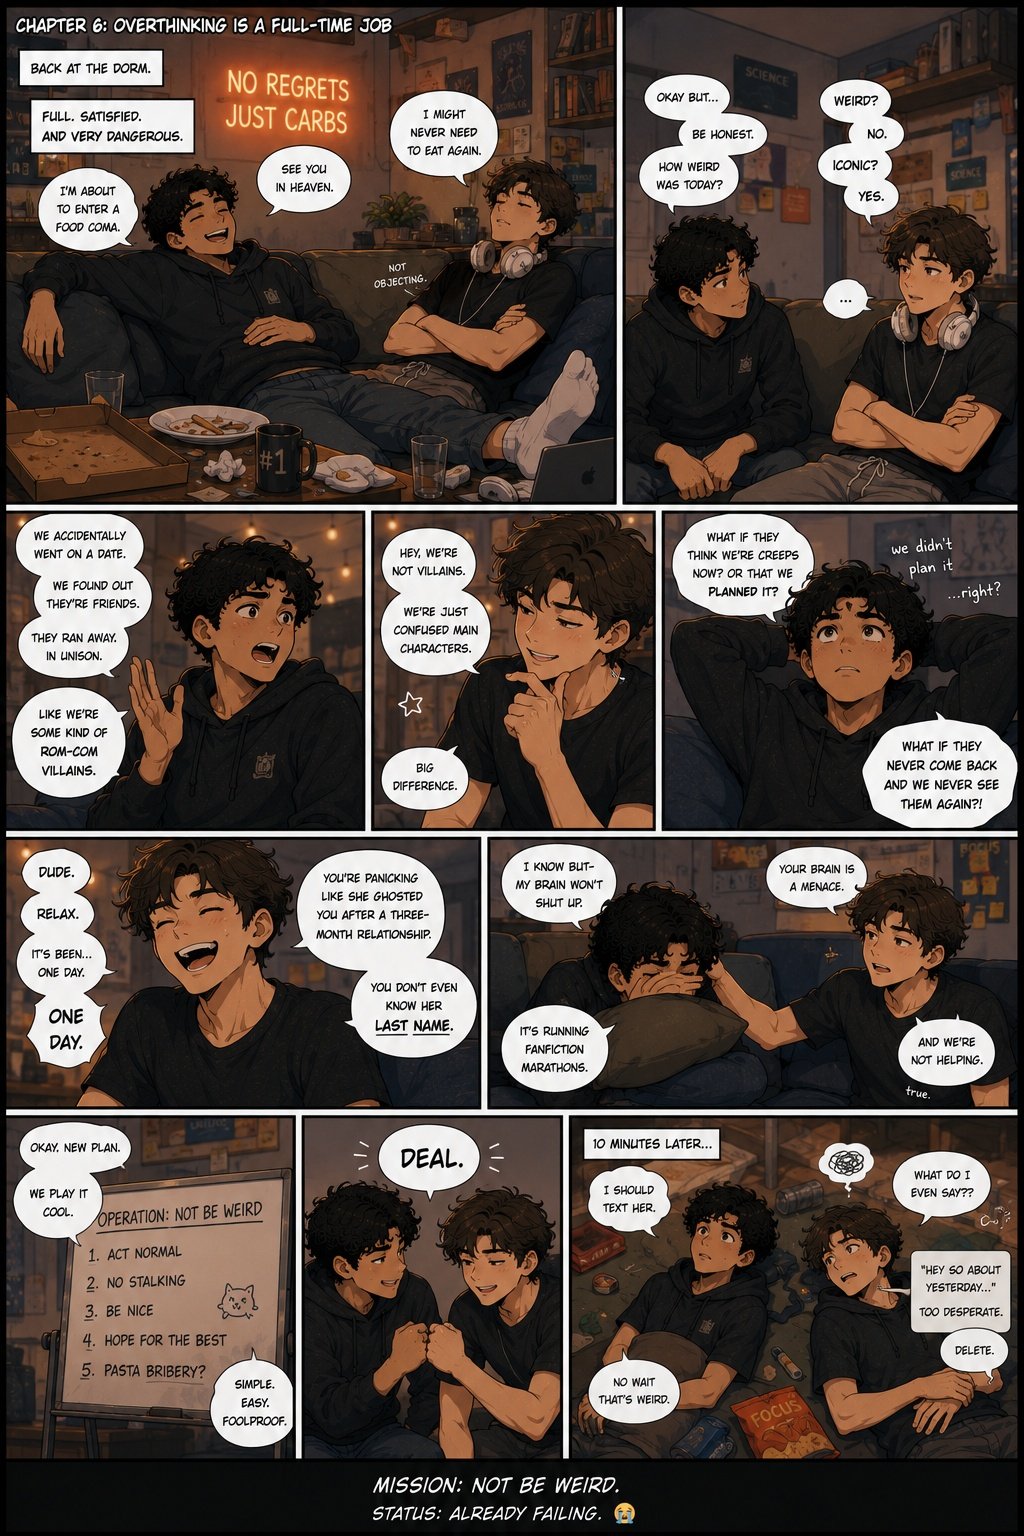 CHAPTER 6: OVERTHINKING IS A FULL-TIME JOB
BACK AT THE DORM.
FULL. SATISFIED.
AND VERY DANGEROUS.
NO REGRETS
JUST CARBS
I'M ABOUT
TO ENTER A
FOOD COMA.
SEE YOU
IN HEAVEN.
I MIGHT
NEVER NEED
TO EAT AGAIN.
NOT
OBJECTING.
#1
SCIENCE
SCIENCE
OKAY BUT...
BE HONEST.
HOW WEIRD
WAS TODAY?
WEIRD?
NO.
ICONIC?
YES.
...
WE ACCIDENTALLY
WENT ON A DATE.
WE FOUND OUT
THEY'RE FRIENDS.
THEY RAN AWAY.
IN UNISON.
LIKE WE'RE
SOME KIND OF
ROM-COM
VILLAINS.
HEY, WE'RE
NOT VILLAINS.
WE'RE JUST
CONFUSED MAIN
CHARACTERS.
BIG
DIFFERENCE.
WHAT IF THEY
THINK WE'RE CREEPS
NOW? OR THAT WE
PLANNED IT?
we didn't
plan it
...right?
WHAT IF THEY
NEVER COME BACK
AND WE NEVER SEE
THEM AGAIN?!
DUDE.
RELAX.
IT'S BEEN...
ONE DAY.
ONE
DAY.
YOU'RE PANICKING
LIKE SHE GHOSTED
YOU AFTER A THREE-
MONTH RELATIONSHIP.
YOU DON'T EVEN
KNOW HER
LAST NAME.
I KNOW BUT-
MY BRAIN WON'T
SHUT UP.
YOUR BRAIN IS
A MENACE.
FOCUS
IT'S RUNNING
FANFICTION
MARATHONS.
AND WE'RE
NOT HELPING.
true.
OKAY, NEW PLAN.
WE PLAY IT
COOL.
OPERATION: NOT BE WEIRD
1. ACT NORMAL
2. NO STALKING
3. BE NICE
4. HOPE FOR THE BEST
5. PASTA BRIBERY?
SIMPLE.
EASY.
FOOLPROOF.
DEAL.
10 MINUTES LATER...
I SHOULD
TEXT HER.
WHAT DO I
EVEN SAY??
"HEY SO ABOUT
YESTERDAY..."
TOO DESPERATE.
DELETE.
NO WAIT
THAT'S WEIRD.
FOCUS
MISSION: NOT BE WEIRD.
STATUS: ALREADY FAILING. 😭